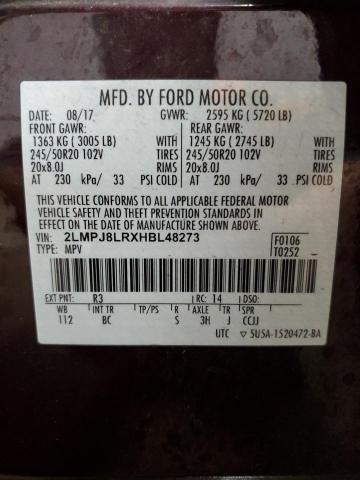 MFD. BY FORD MOTOR CO.
DATE: 08/17 GVWR: 2595 KG ( 5720 LB)
FRONT GAWR: REAR GAWR:
1363 KG ( 3005 LB) WITH 1245 KG ( 2745 LB) WITH
245/50R20 102V TIRES 245/50R20 102V TIRES
20x8.0J RIMS 20x8.0J RIMS
AT 230 kPa/ 33 PSI COLD AT 230 kPa/ 33 PSI COLD
THIS VEHICLE CONFORMS TO ALL APPLICABLE FEDERAL MOTOR
VEHICLE SAFETY AND THEFT PREVENTION STANDARDS IN
EFFECT ON THE DATE OF MANUFACTURE SHOWN ABOVE.
VIN: 2LMPJ8LRXHBL48273 F0106
TYPE: MPV T0252
EXT PNT: R3 RC: 14 DSO:
WB INT TR TP/PS R AXLE TR SPR
112 BC S 3H J CCJJ
UTC ▽ 5USA-1520472-BA